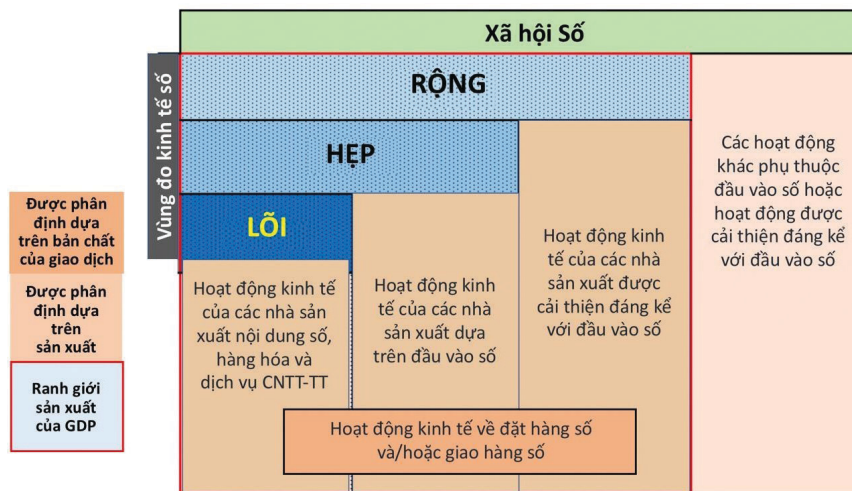 Xã hội Số
Vùng đo kinh tế số
RỘNG
HẸP
LÕI
Được phân
định dựa
trên bản chất
của giao dịch
Được phân
định dựa
trên
sản xuất
Ranh giới
sản xuất
của GDP
Hoạt động kinh tế
của các nhà sản
xuất nội dung số,
hàng hóa và
dịch vụ CNTT-TT
Hoạt động kinh
tế của các nhà
sản xuất dựa
trên đầu vào số
Hoạt động kinh
tế của các nhà
sản xuất được
cải thiện đáng kể
với đầu vào số
Các hoạt động
khác phụ thuộc
đầu vào số hoặc
hoạt động được
cải thiện đáng kể
với đầu vào số
Hoạt động kinh tế về đặt hàng số
và/hoặc giao hàng số